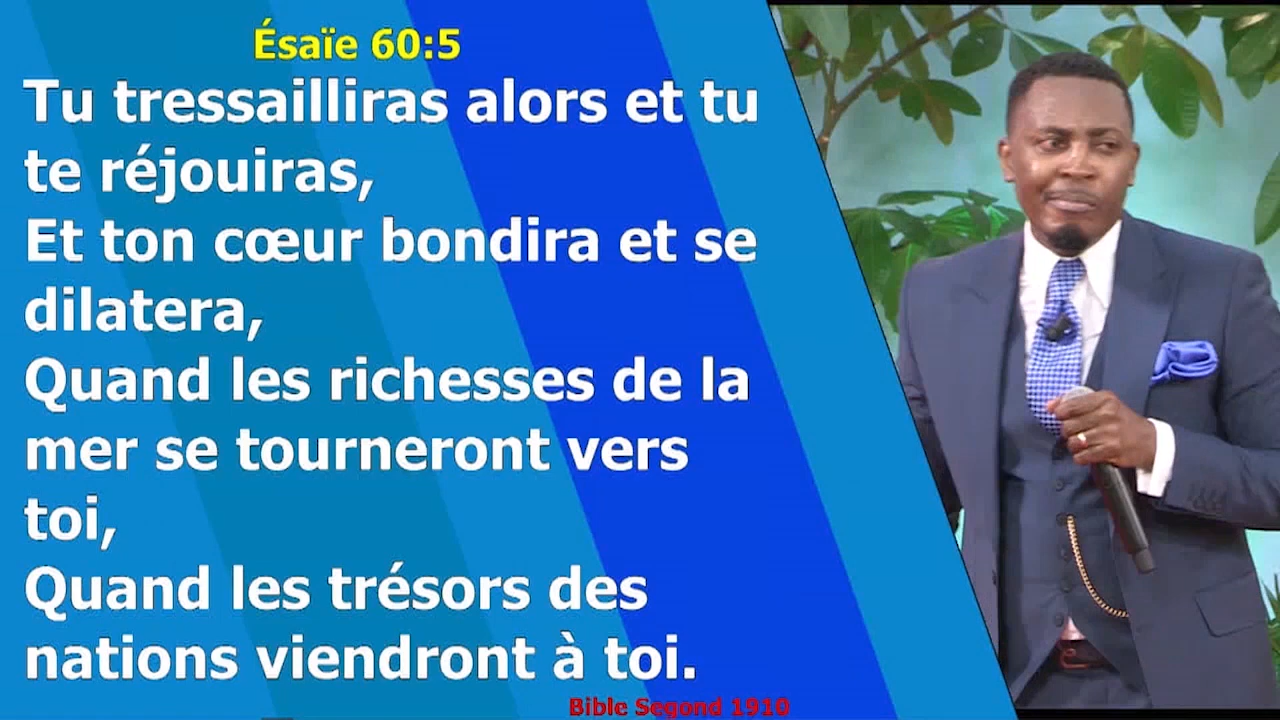 Ésaïe 60:5
Tu tressailliras alors et tu
te réjouiras,
Et ton cœur bondira et se
dilatera,
Quand les richesses de la
mer se tourneront vers
toi,
Quand les trésors des
nations viendront à toi.
Bible Segond 1910